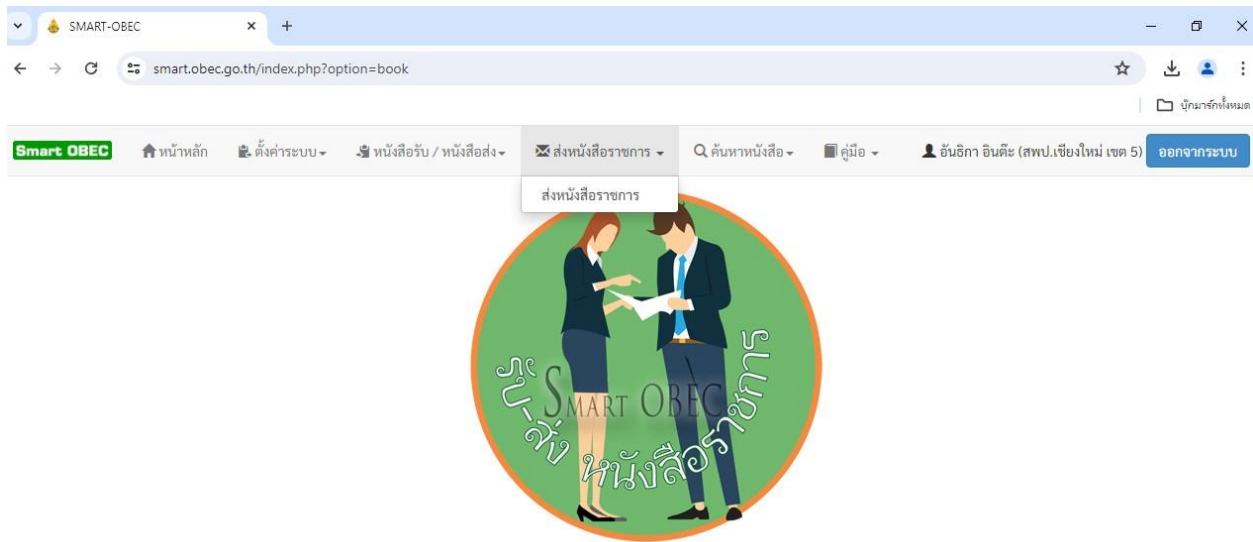 SMART-OBEC
smart.obec.go.th/index.php?option=book
บุ๊กมาร์กทั้งหมด
Smart OBEC หน้าหลัก ตั้งค่าระบบ หนังสือรับ / หนังสือส่ง ส่งหนังสือราชการ ค้นหาหนังสือ คู่มือ อันธิกา อินต๊ะ (สพป.เชียงใหม่ เขต 5) ออกจากระบบ
ส่งหนังสือราชการ
SMART OBEC
รับ-ส่ง หนังสือราชการ